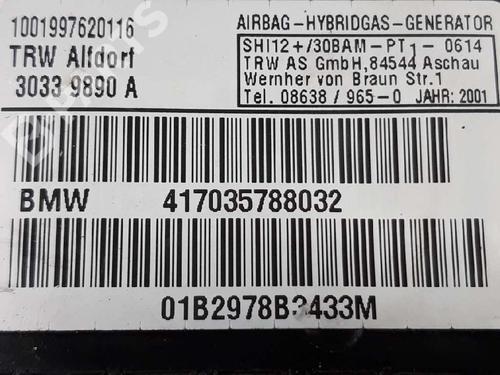 1001997620116
TRW Alfdorf
3033 9890 A
AIRBAG-HYBRIDGAS-GENERATOR
SHI12+/30BAM-PT1-0614
TRW AS GmbH,84544 Aschau
Wernher von Braun Str.1
Tel. 08638/965-0 JAHR:2001
BMW 417035788032
01B2978B3433M